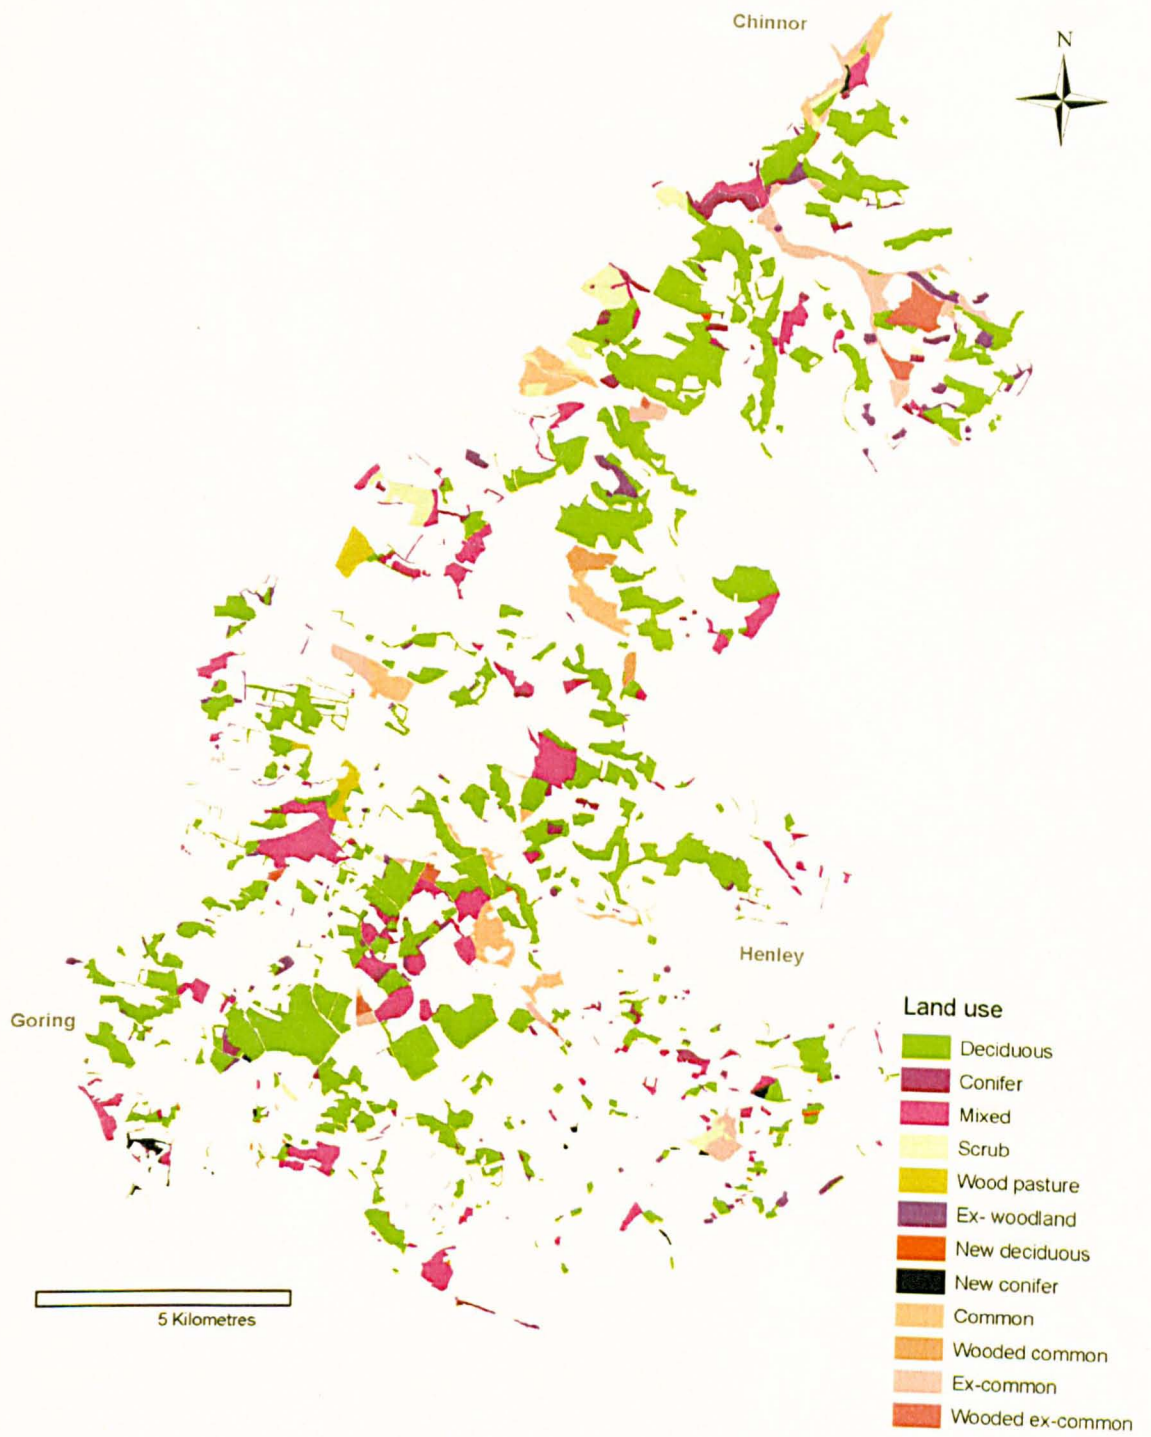 Chinnor
N
Henley
Goring
Land use
Deciduous
Conifer
Mixed
Scrub
Wood pasture
Ex- woodland
New deciduous
New conifer
Common
Wooded common
Ex-common
Wooded ex-common
5 Kilometres